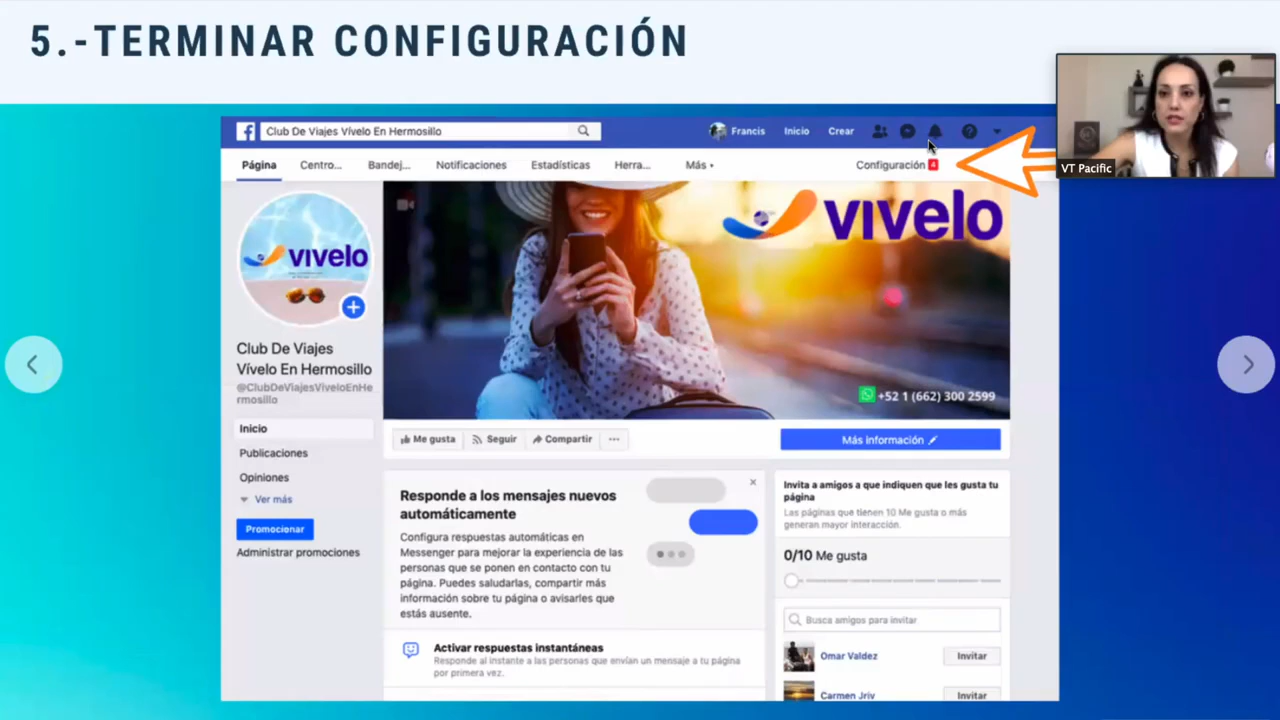 5.-TERMINAR CONFIGURACIÓN
Club De Viajes Vívelo En Hermosillo
Francis
Inicio
Crear
VT Pacific
Página
Centro...
Bandej...
Notificaciones
Estadísticas
Herra...
Más
Configuración 4
vivelo
vivelo
+52 1 (662) 300 2599
Club De Viajes
Vívelo En Hermosillo
@ClubDeViajesViveloEnHe
rmosillo
Inicio
Publicaciones
Opiniones
Ver más
Promocionar
Administrar promociones
Me gusta
Seguir
Compartir
...
Más información
Responde a los mensajes nuevos
automáticamente
Configura respuestas automáticas en
Messenger para mejorar la experiencia de las
personas que se ponen en contacto con tu
página. Puedes saludarlas, compartir más
información sobre tu página o avisarles que
estás ausente.
Activar respuestas instantáneas
Responde al instante a las personas que envían un mensaje a tu página
por primera vez.
Invita a amigos a que indiquen que les gusta tu
página
Las páginas que tienen 10 Me gusta o más
generan mayor interacción.
0/10 Me gusta
Busca amigos para invitar
Omar Valdez
Invitar
Carmen Jriv
Invitar